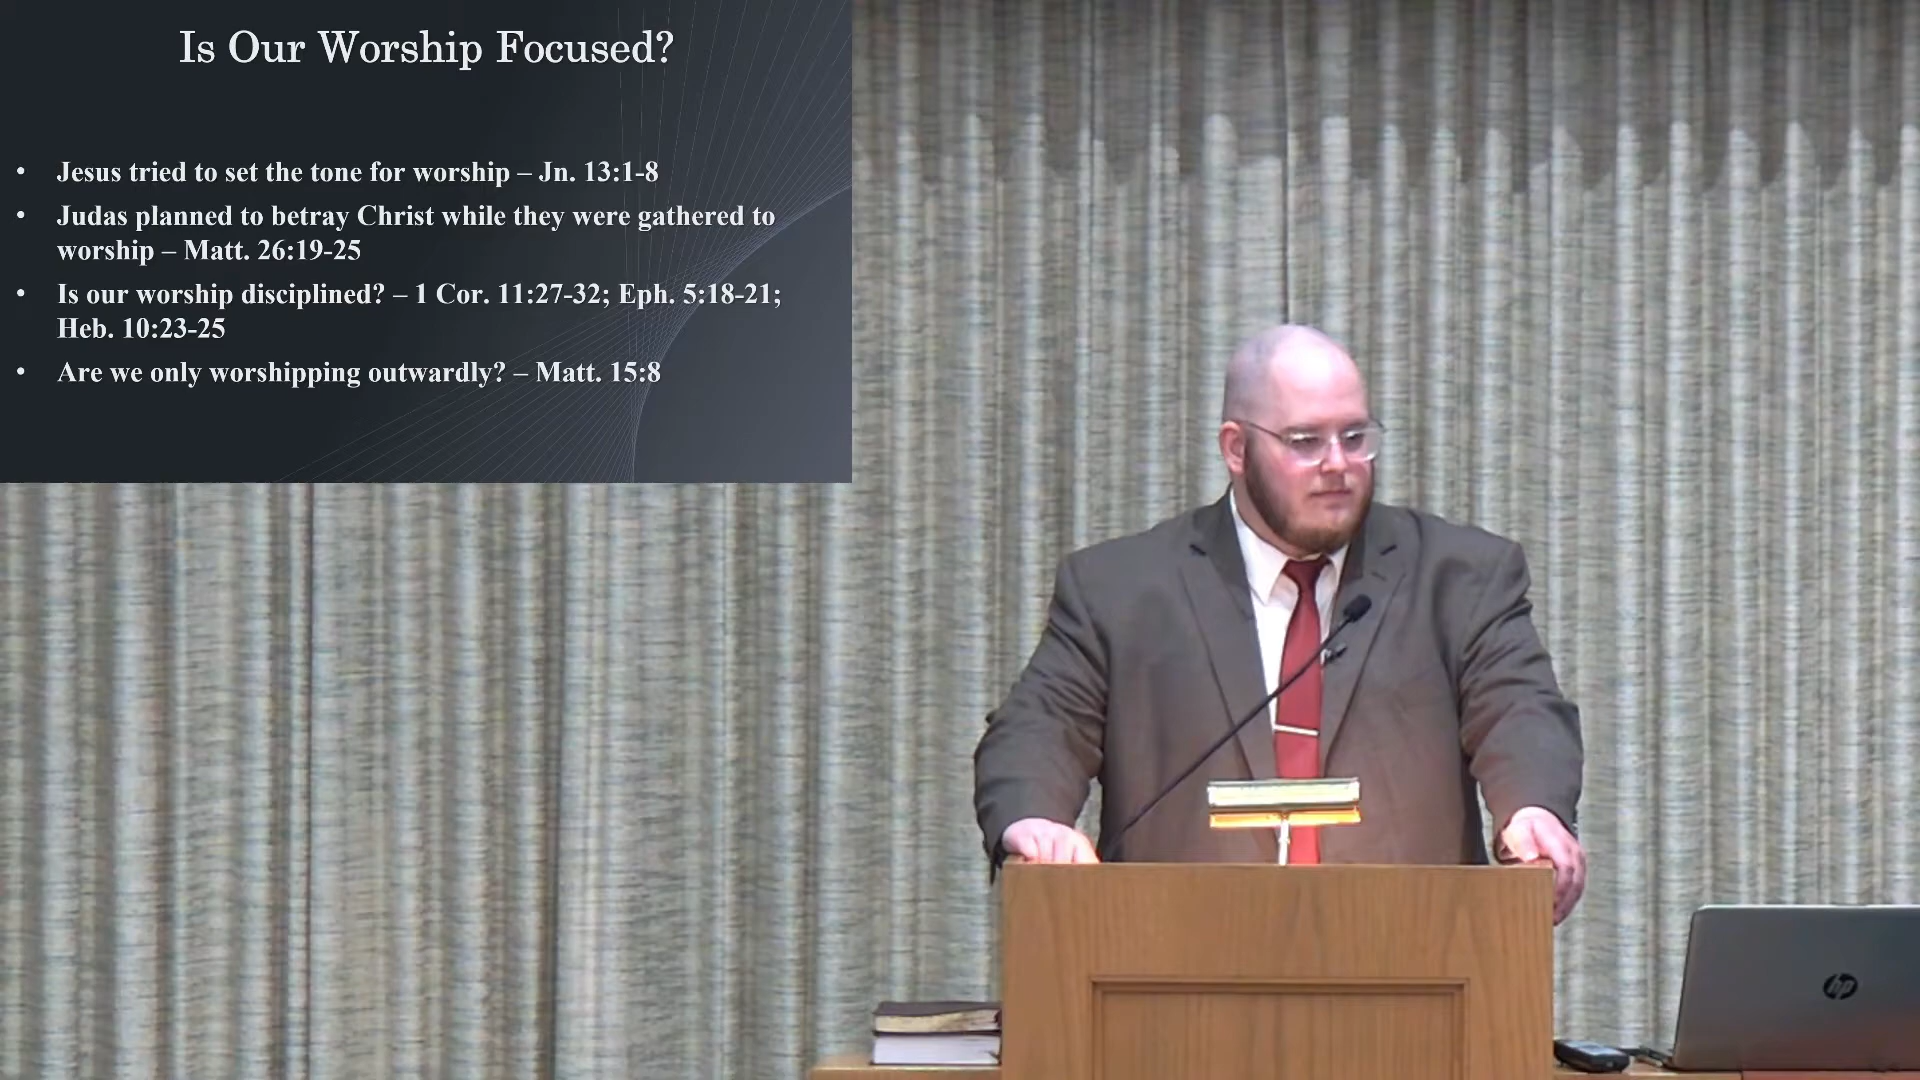 Is Our Worship Focused?
• Jesus tried to set the tone for worship – Jn. 13:1-8
• Judas planned to betray Christ while they were gathered to
worship – Matt. 26:19-25
• Is our worship disciplined? – 1 Cor. 11:27-32; Eph. 5:18-21;
Heb. 10:23-25
• Are we only worshipping outwardly? – Matt. 15:8
hp